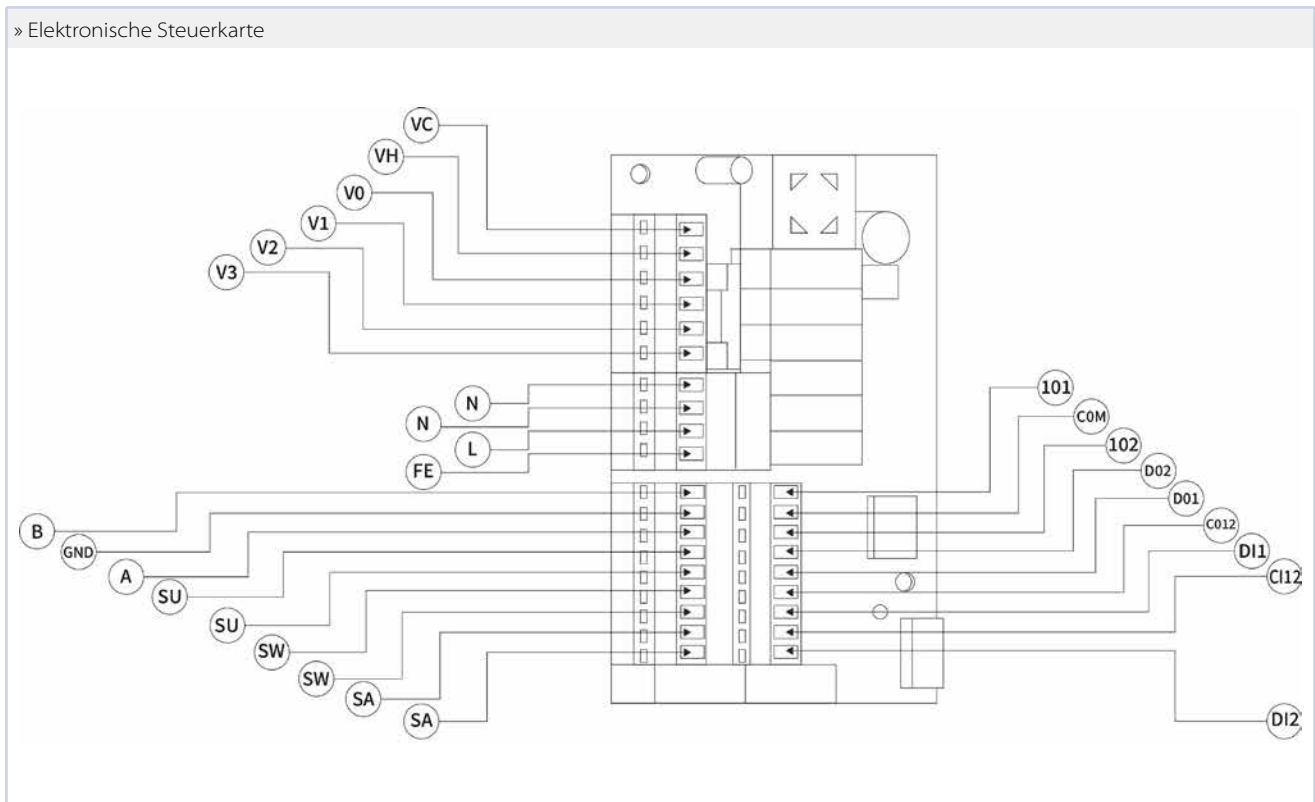 » Elektronische Steuerkarte
VC
VH
V0
V1
V2
V3
N
N
L
FE
B
GND
A
SU
SU
SW
SW
SA
SA
101
C0M
102
D02
D01
C012
DI1
CI12
DI2